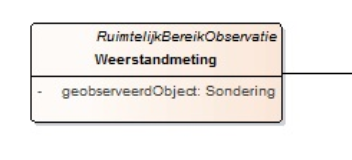 RuimtelijkBereikObservatie
Weerstandmeting
- geobserveerdObject: Sondering